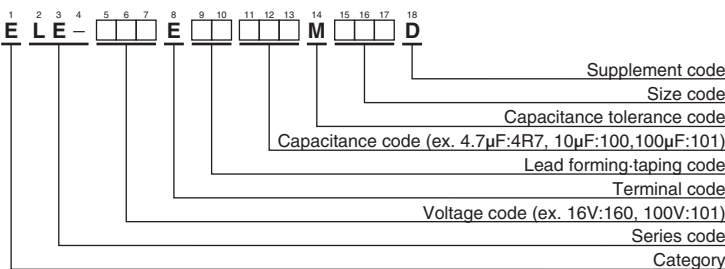 1 2 3 4 5 6 7 8 9 10 11 12 13 14 15 16 17 18
E L E – □□□ E □□ □□□ M □□□ D
Supplement code
Size code
Capacitance tolerance code
Capacitance code (ex. 4.7μF:4R7, 10μF:100,100μF:101)
Lead forming·taping code
Terminal code
Voltage code (ex. 16V:160, 100V:101)
Series code
Category